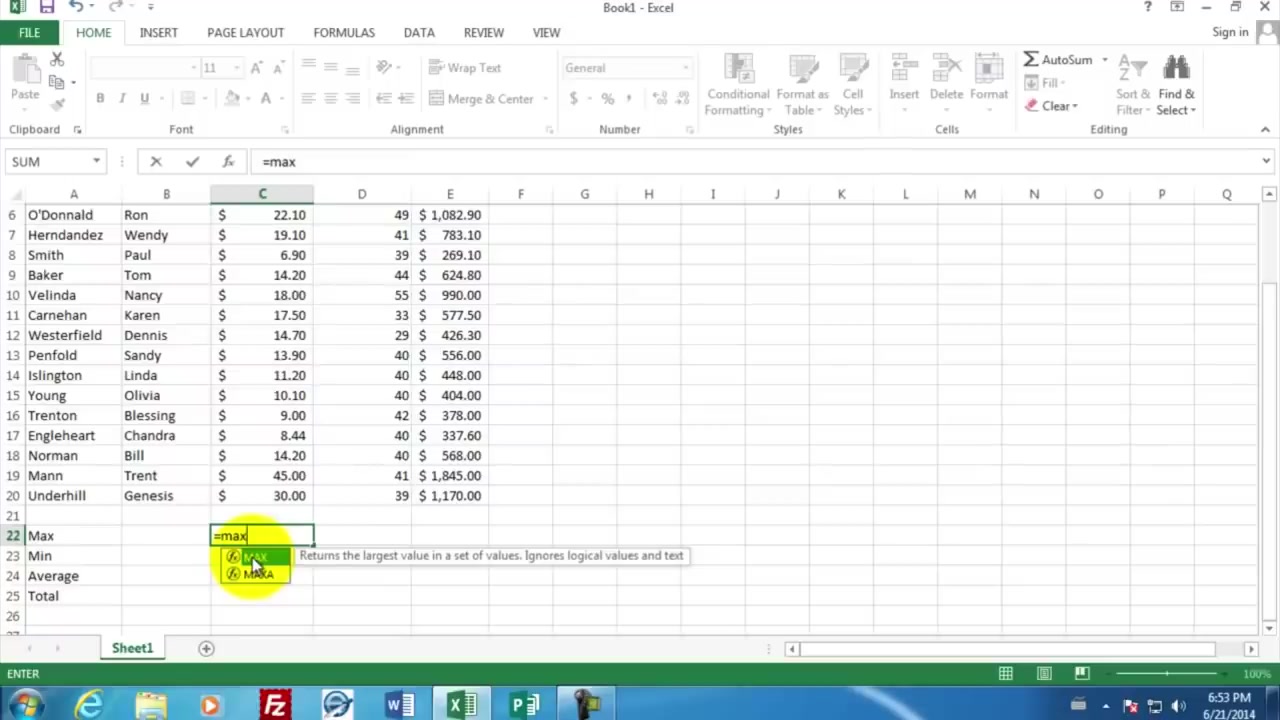 Book1 - Excel
FILE HOME INSERT PAGE LAYOUT FORMULAS DATA REVIEW VIEW Sign in
Paste
11
B I U A
Wrap Text
Merge & Center
General
$ % ,
Conditional Formatting
Format as Table
Cell Styles
Insert
Delete
Format
AutoSum
Fill
Clear
Sort & Filter
Find & Select
Clipboard Font Alignment Number Styles Cells Editing
SUM fx =max
A B C D E F G H I J K L M N O P Q
6 O'Donnald Ron $ 22.10 49 $ 1,082.90
7 Herndandez Wendy $ 19.10 41 $ 783.10
8 Smith Paul $ 6.90 39 $ 269.10
9 Baker Tom $ 14.20 44 $ 624.80
10 Velinda Nancy $ 18.00 55 $ 990.00
11 Carnehan Karen $ 17.50 33 $ 577.50
12 Westerfield Dennis $ 14.70 29 $ 426.30
13 Penfold Sandy $ 13.90 40 $ 556.00
14 Islington Linda $ 11.20 40 $ 448.00
15 Young Olivia $ 10.10 40 $ 404.00
16 Trenton Blessing $ 9.00 42 $ 378.00
17 Engleheart Chandra $ 8.44 40 $ 337.60
18 Norman Bill $ 14.20 40 $ 568.00
19 Mann Trent $ 45.00 41 $ 1,845.00
20 Underhill Genesis $ 30.00 39 $ 1,170.00
21
22 Max =max
23 Min MAX Returns the largest value in a set of values. Ignores logical values and text
24 Average MAXA
25 Total
26
Sheet1
ENTER 100%
6:53 PM
6/21/2014